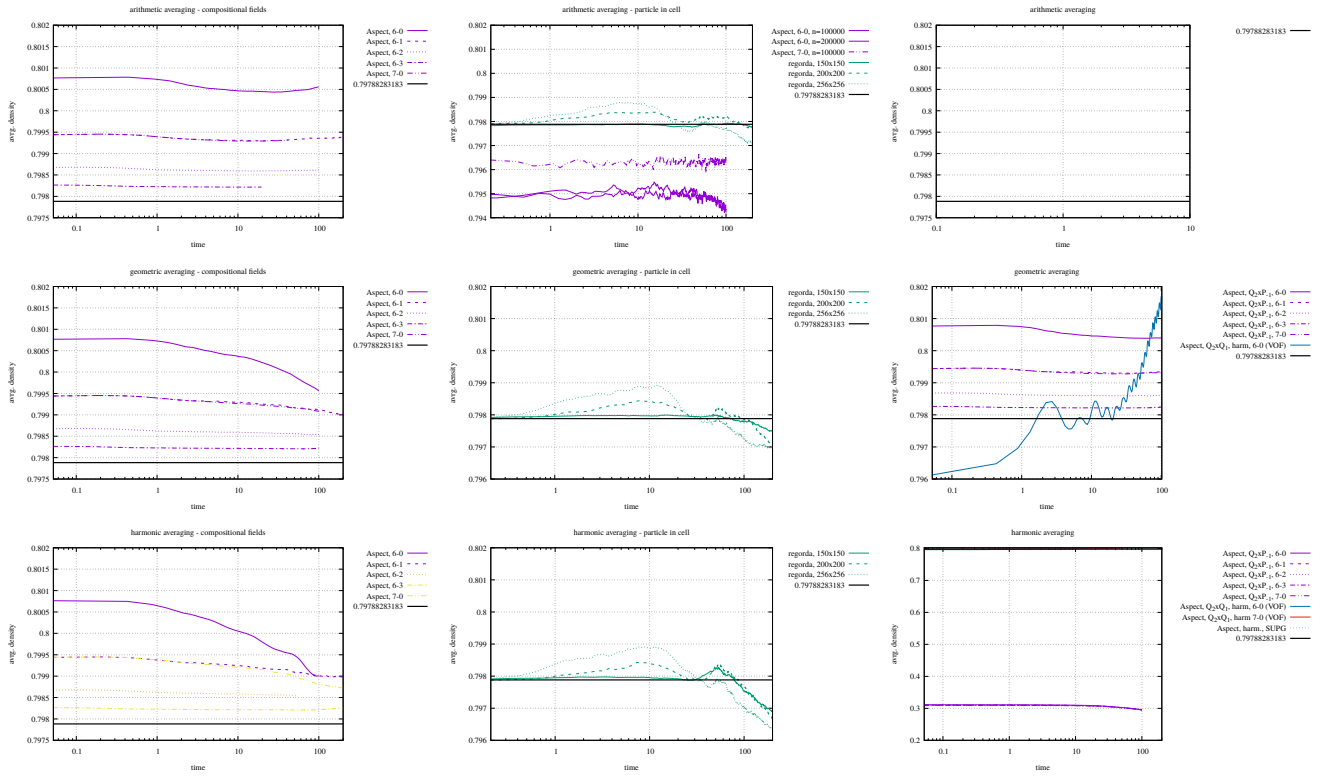 arithmetic averaging - compositional fields
0.802
0.8015
0.801
0.8005
0.8
0.7995
0.799
0.7985
0.798
0.7975
0.1
1
10
100
avrg. density
time
Aspect, 6-0
Aspect, 6-1
Aspect, 6-2
Aspect, 6-3
Aspect, 7-0
0.79788283183
arithmetic averaging - particle in cell
0.802
0.801
0.8
0.799
0.798
0.797
0.796
0.795
0.794
1
10
100
avrg. density
time
Aspect, 6-0, n=100000
Aspect, 6-0, n=200000
Aspect, 7-0, n=100000
regorda, 150x150
regorda, 200x200
regorda, 256x256
0.79788283183
arithmetic averaging
0.802
0.8015
0.801
0.8005
0.8
0.7995
0.799
0.7985
0.798
0.7975
0.1
1
10
avrg. density
time
0.79788283183
geometric averaging - compositional fields
0.802
0.8015
0.801
0.8005
0.8
0.7995
0.799
0.7985
0.798
0.7975
0.1
1
10
100
avrg. density
time
Aspect, 6-0
Aspect, 6-1
Aspect, 6-2
Aspect, 6-3
Aspect, 7-0
0.79788283183
geometric averaging - particle in cell
0.802
0.801
0.8
0.799
0.798
0.797
0.796
1
10
100
avrg. density
time
regorda, 150x150
regorda, 200x200
regorda, 256x256
0.79788283183
geometric averaging
0.802
0.801
0.8
0.799
0.798
0.797
0.796
0.1
1
10
100
avrg. density
time
Aspect, Q₂xP₋₁, 6-0
Aspect, Q₂xP₋₁, 6-1
Aspect, Q₂xP₋₁, 6-2
Aspect, Q₂xP₋₁, 6-3
Aspect, Q₂xP₋₁, 7-0
Aspect, Q₂xQ₁, harm, 6-0 (VOF)
0.79788283183
harmonic averaging - compositional fields
0.802
0.8015
0.801
0.8005
0.8
0.7995
0.799
0.7985
0.798
0.7975
0.1
1
10
100
avrg. density
time
Aspect, 6-0
Aspect, 6-1
Aspect, 6-2
Aspect, 6-3
Aspect, 7-0
0.79788283183
harmonic averaging - particle in cell
0.802
0.801
0.8
0.799
0.798
0.797
0.796
1
10
100
avrg. density
time
regorda, 150x150
regorda, 200x200
regorda, 256x256
0.79788283183
harmonic averaging
0.8
0.7
0.6
0.5
0.4
0.3
0.2
0.1
1
10
100
avrg. density
time
Aspect, Q₂xP₋₁, 6-0
Aspect, Q₂xP₋₁, 6-1
Aspect, Q₂xP₋₁, 6-2
Aspect, Q₂xP₋₁, 6-3
Aspect, Q₂xP₋₁, 7-0
Aspect, Q₂xQ₁, harm, 6-0 (VOF)
Aspect, Q₂xQ₁, harm 7-0 (VOF)
Aspect, harm., SUPG
0.79788283183